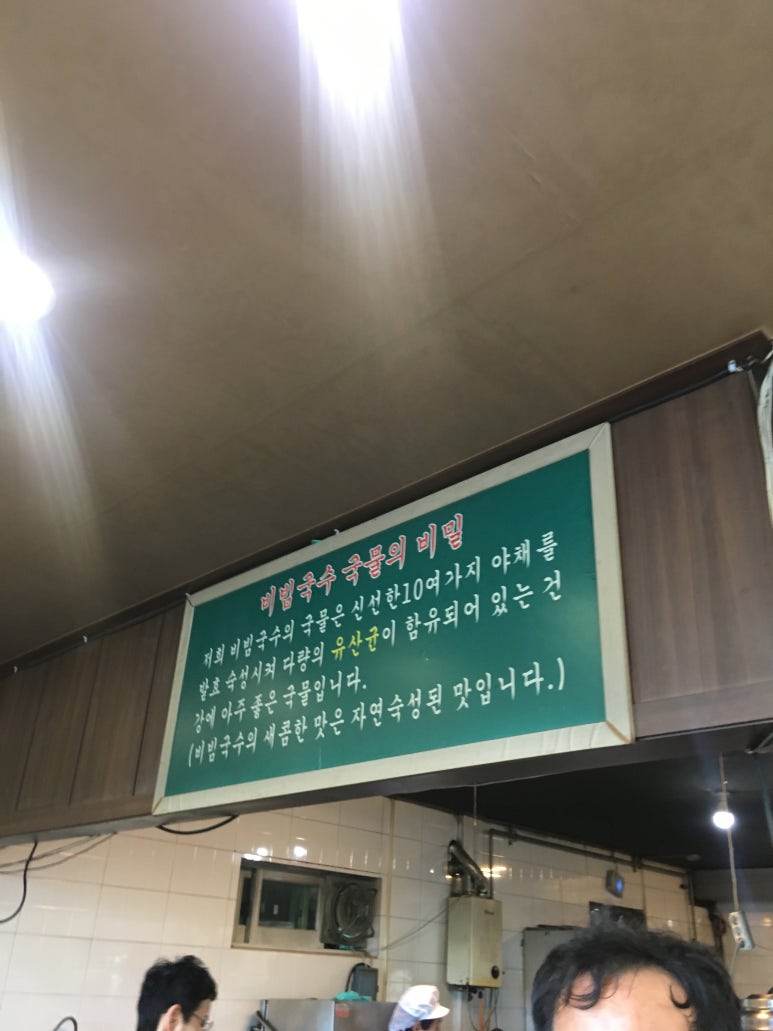 비빔국수 국물의 비밀
저희 비빔국수의 국물은 신선한10여가지 야채를
발효 숙성시켜 다량의 유산균이 함유되어 있는 건
강에 아주 좋은 국물입니다.
(비빔국수의 새콤한 맛은 자연숙성된 맛입니다.)